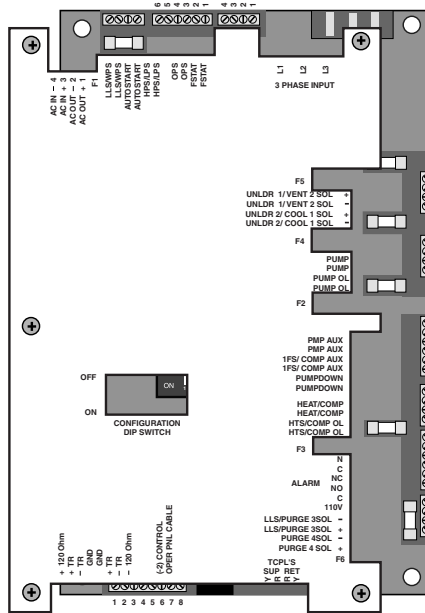 6 5 4 3 2 1
4 3 2 1
AC IN - 4
AC IN + 3
AC OUT - 2
AC OUT + 1
F1
LLS/WPS
LLS/WPS
AUTOSTART
AUTOSTART
HPS/LPS
HPS/LPS
OPS
OPS
FSTAT
FSTAT
L1 L2 L3
3 PHASE INPUT
F5
UNLDR 1/ VENT 2 SOL +
UNLDR 1/ VENT 2 SOL -
UNLDR 2/ COOL 1 SOL +
UNLDR 2/ COOL 1 SOL -
F4
PUMP
PUMP
PUMP OL
PUMP OL
F2
PMP AUX
PMP AUX
1FS/ COMP AUX
1FS/ COMP AUX
PUMPDOWN
PUMPDOWN
HEAT/COMP
HEAT/COMP
HTS/COMP OL
HTS/COMP OL
F3
OFF
ON
ON
1
CONFIGURATION
DIP SWITCH
N
C
ALARM NC
NO
C
110V
LLS/PURGE 3SOL -
LLS/PURGE 3SOL +
PURGE 4SOL -
PURGE 4 SOL +
F6
+ 120 Ohm
+ TR
- TR
GND
GND
+ TR
- TR
- 120 Ohm
(-2) CONTROL
OPER PNL CABLE
TCPL'S
SUP RET
Y R R Y
1 2 3 4 5 6 7 8